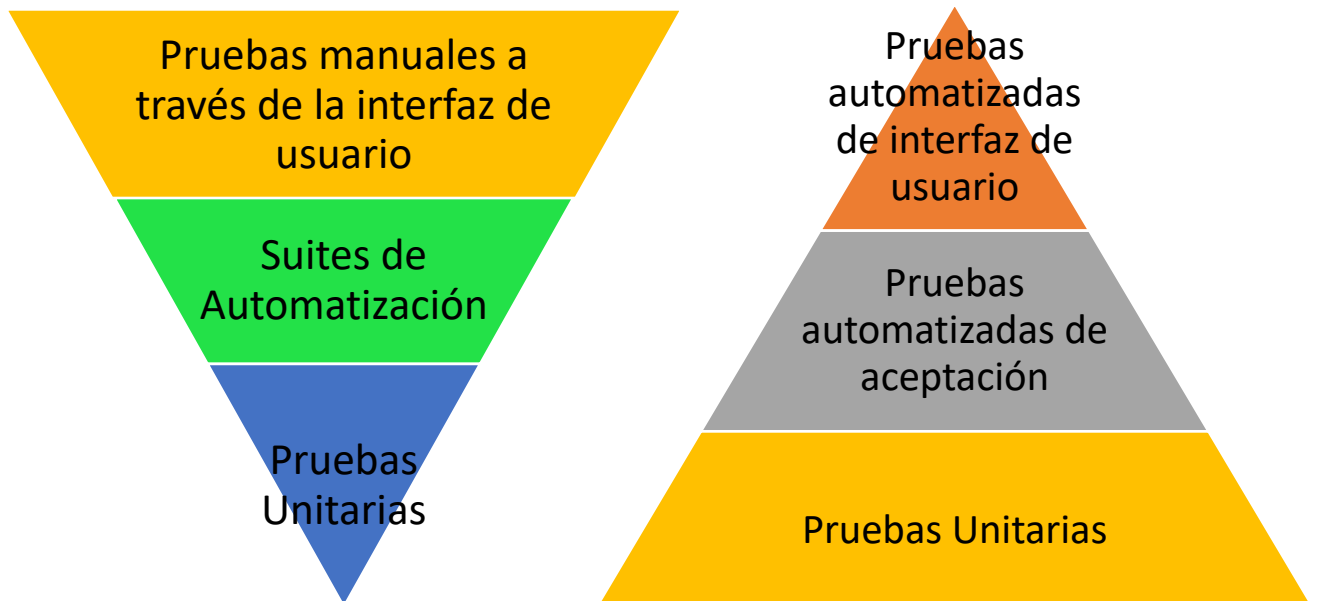 Pruebas manuales a
través de la interfaz de
usuario
Suites de
Automatización
Pruebas
Unitarias
Pruebas
automatizadas
de interfaz de
usuario
Pruebas
automatizadas de
aceptación
Pruebas Unitarias